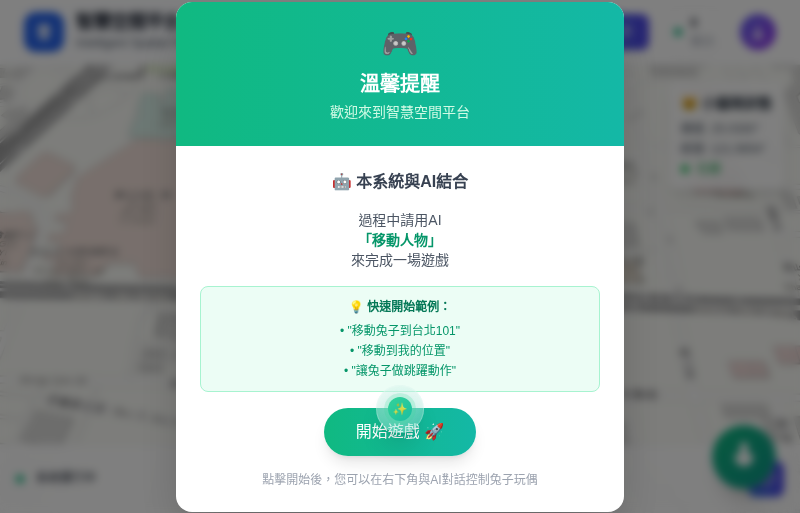 溫馨提醒
歡迎來到智慧空間平台
本系統與AI結合
過程中請用AI
「移動人物」
來完成一場遊戲
快速開始範例：
• "移動兔子到台北101"
• "移動到我的位置"
• "讓兔子做跳躍動作"
開始遊戲
點擊開始後，您可以在右下角與AI對話控制兔子玩偶